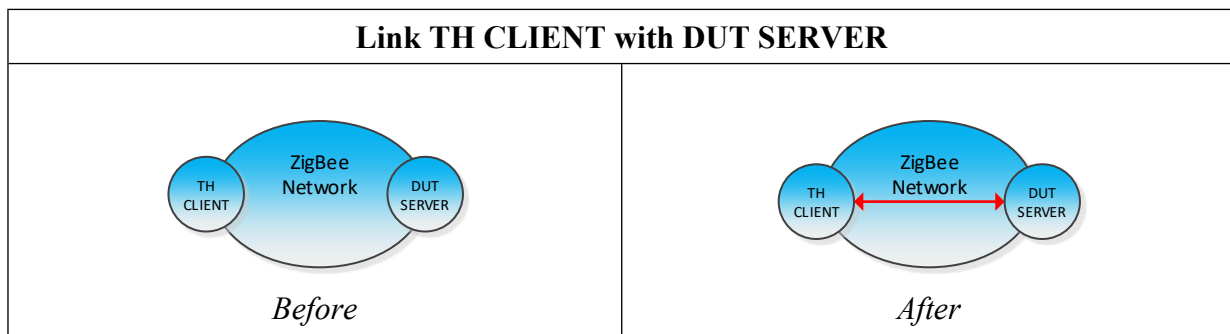 Link TH CLIENT with DUT SERVER
ZigBee
Network
TH
CLIENT
DUT
SERVER
Before
ZigBee
Network
TH
CLIENT
DUT
SERVER
After